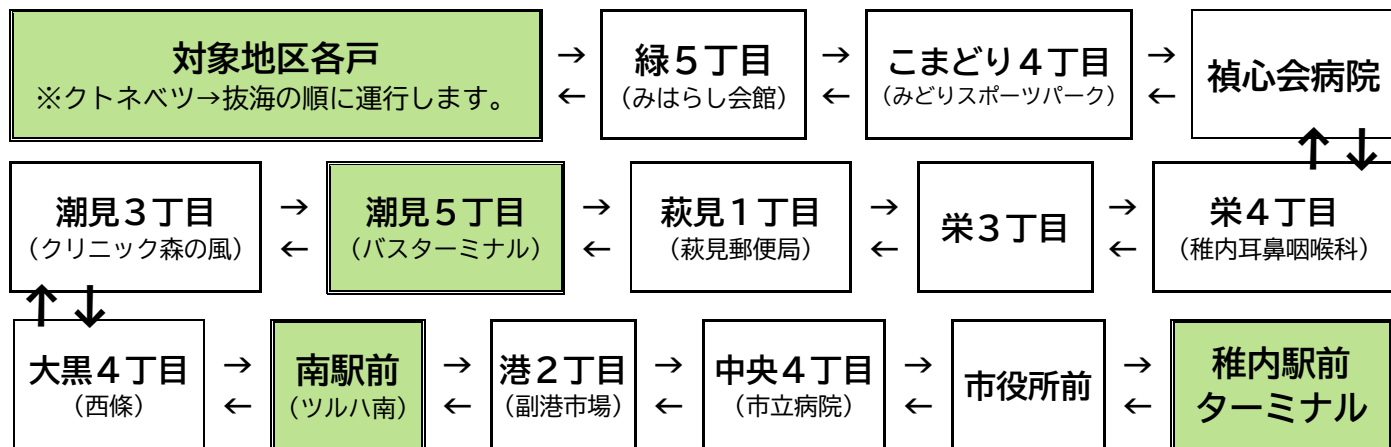 対象地区各戸
※クトネベツ→抜海の順に運行します。
→
←
緑５丁目
（みはらし会館）
→
←
こまどり４丁目
（みどりスポーツパーク）
→
←
禎心会病院
↑↓
潮見３丁目
（クリニック森の風）
→
←
潮見５丁目
（バスターミナル）
→
←
萩見１丁目
（萩見郵便局）
→
←
栄３丁目
→
←
栄４丁目
（稚内耳鼻咽喉科）
↑↓
大黒４丁目
（西條）
→
←
南駅前
（ツルハ南）
→
←
港２丁目
（副港市場）
→
←
中央４丁目
（市立病院）
→
←
市役所前
→
←
稚内駅前
ターミナル